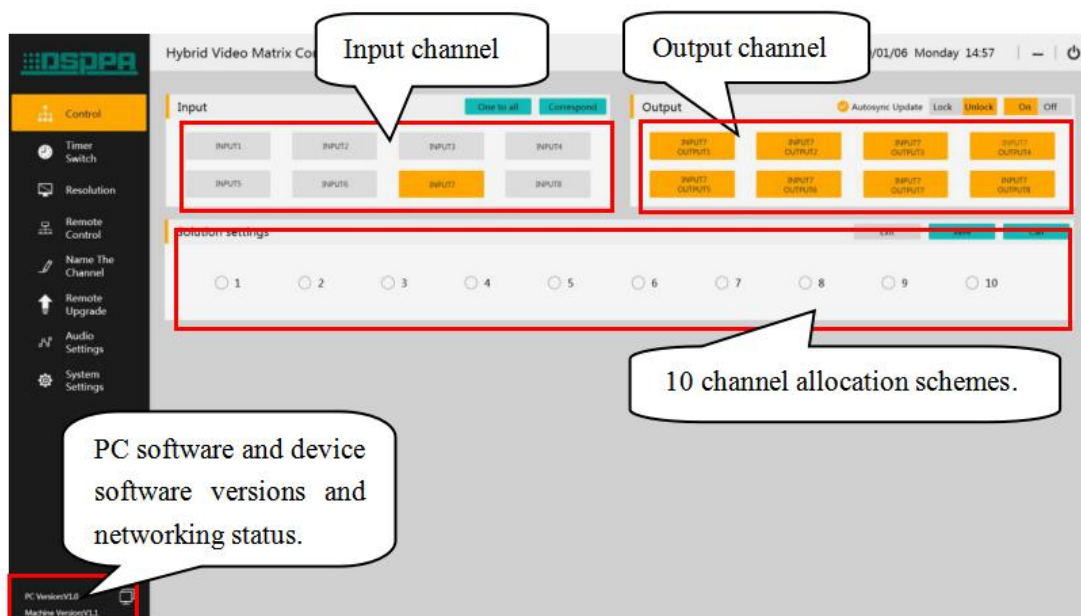 DSPPA
Hybrid Video Matrix
Input channel
Output channel
/01/06 Monday 14:57
Control
Timer
Switch
Resolution
Remote
Control
Name The
Channel
Remote
Upgrade
Audio
Settings
System
Settings
Input
One to all
Correspond
INPUT1
INPUT2
INPUT3
INPUT4
INPUT5
INPUT6
INPUT7
INPUT8
Output
Autosync Update
Lock
Unlock
On
Off
INPUT7
OUTPUT1
INPUT7
OUTPUT2
INPUT7
OUTPUT3
INPUT7
OUTPUT4
INPUT7
OUTPUT5
INPUT7
OUTPUT6
INPUT7
OUTPUT7
INPUT7
OUTPUT8
Solution settings
Exit
Save
Call
1
2
3
4
5
6
7
8
9
10
10 channel allocation schemes.
PC software and device
software versions and
networking status.
PC Version:V1.0
Machine Version:V1.1